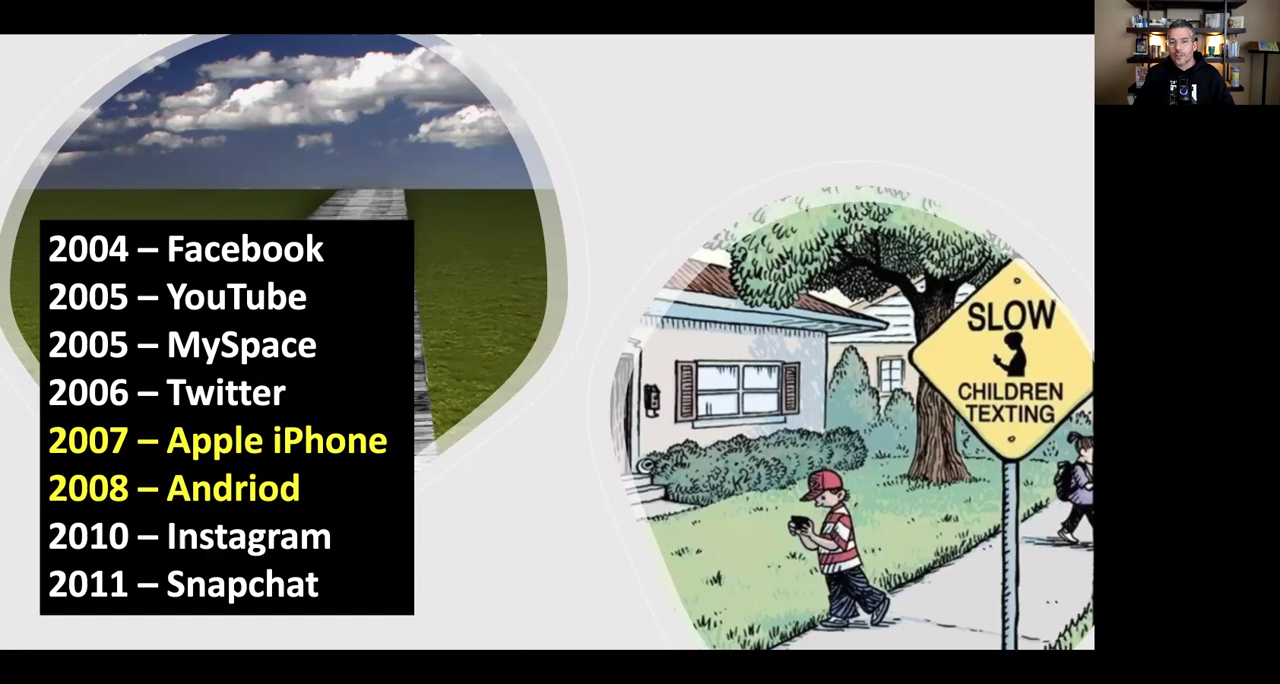 2004 – Facebook
2005 – YouTube
2005 – MySpace
2006 – Twitter
2007 – Apple iPhone
2008 – Andriod
2010 – Instagram
2011 – Snapchat
SLOW
CHILDREN
TEXTING